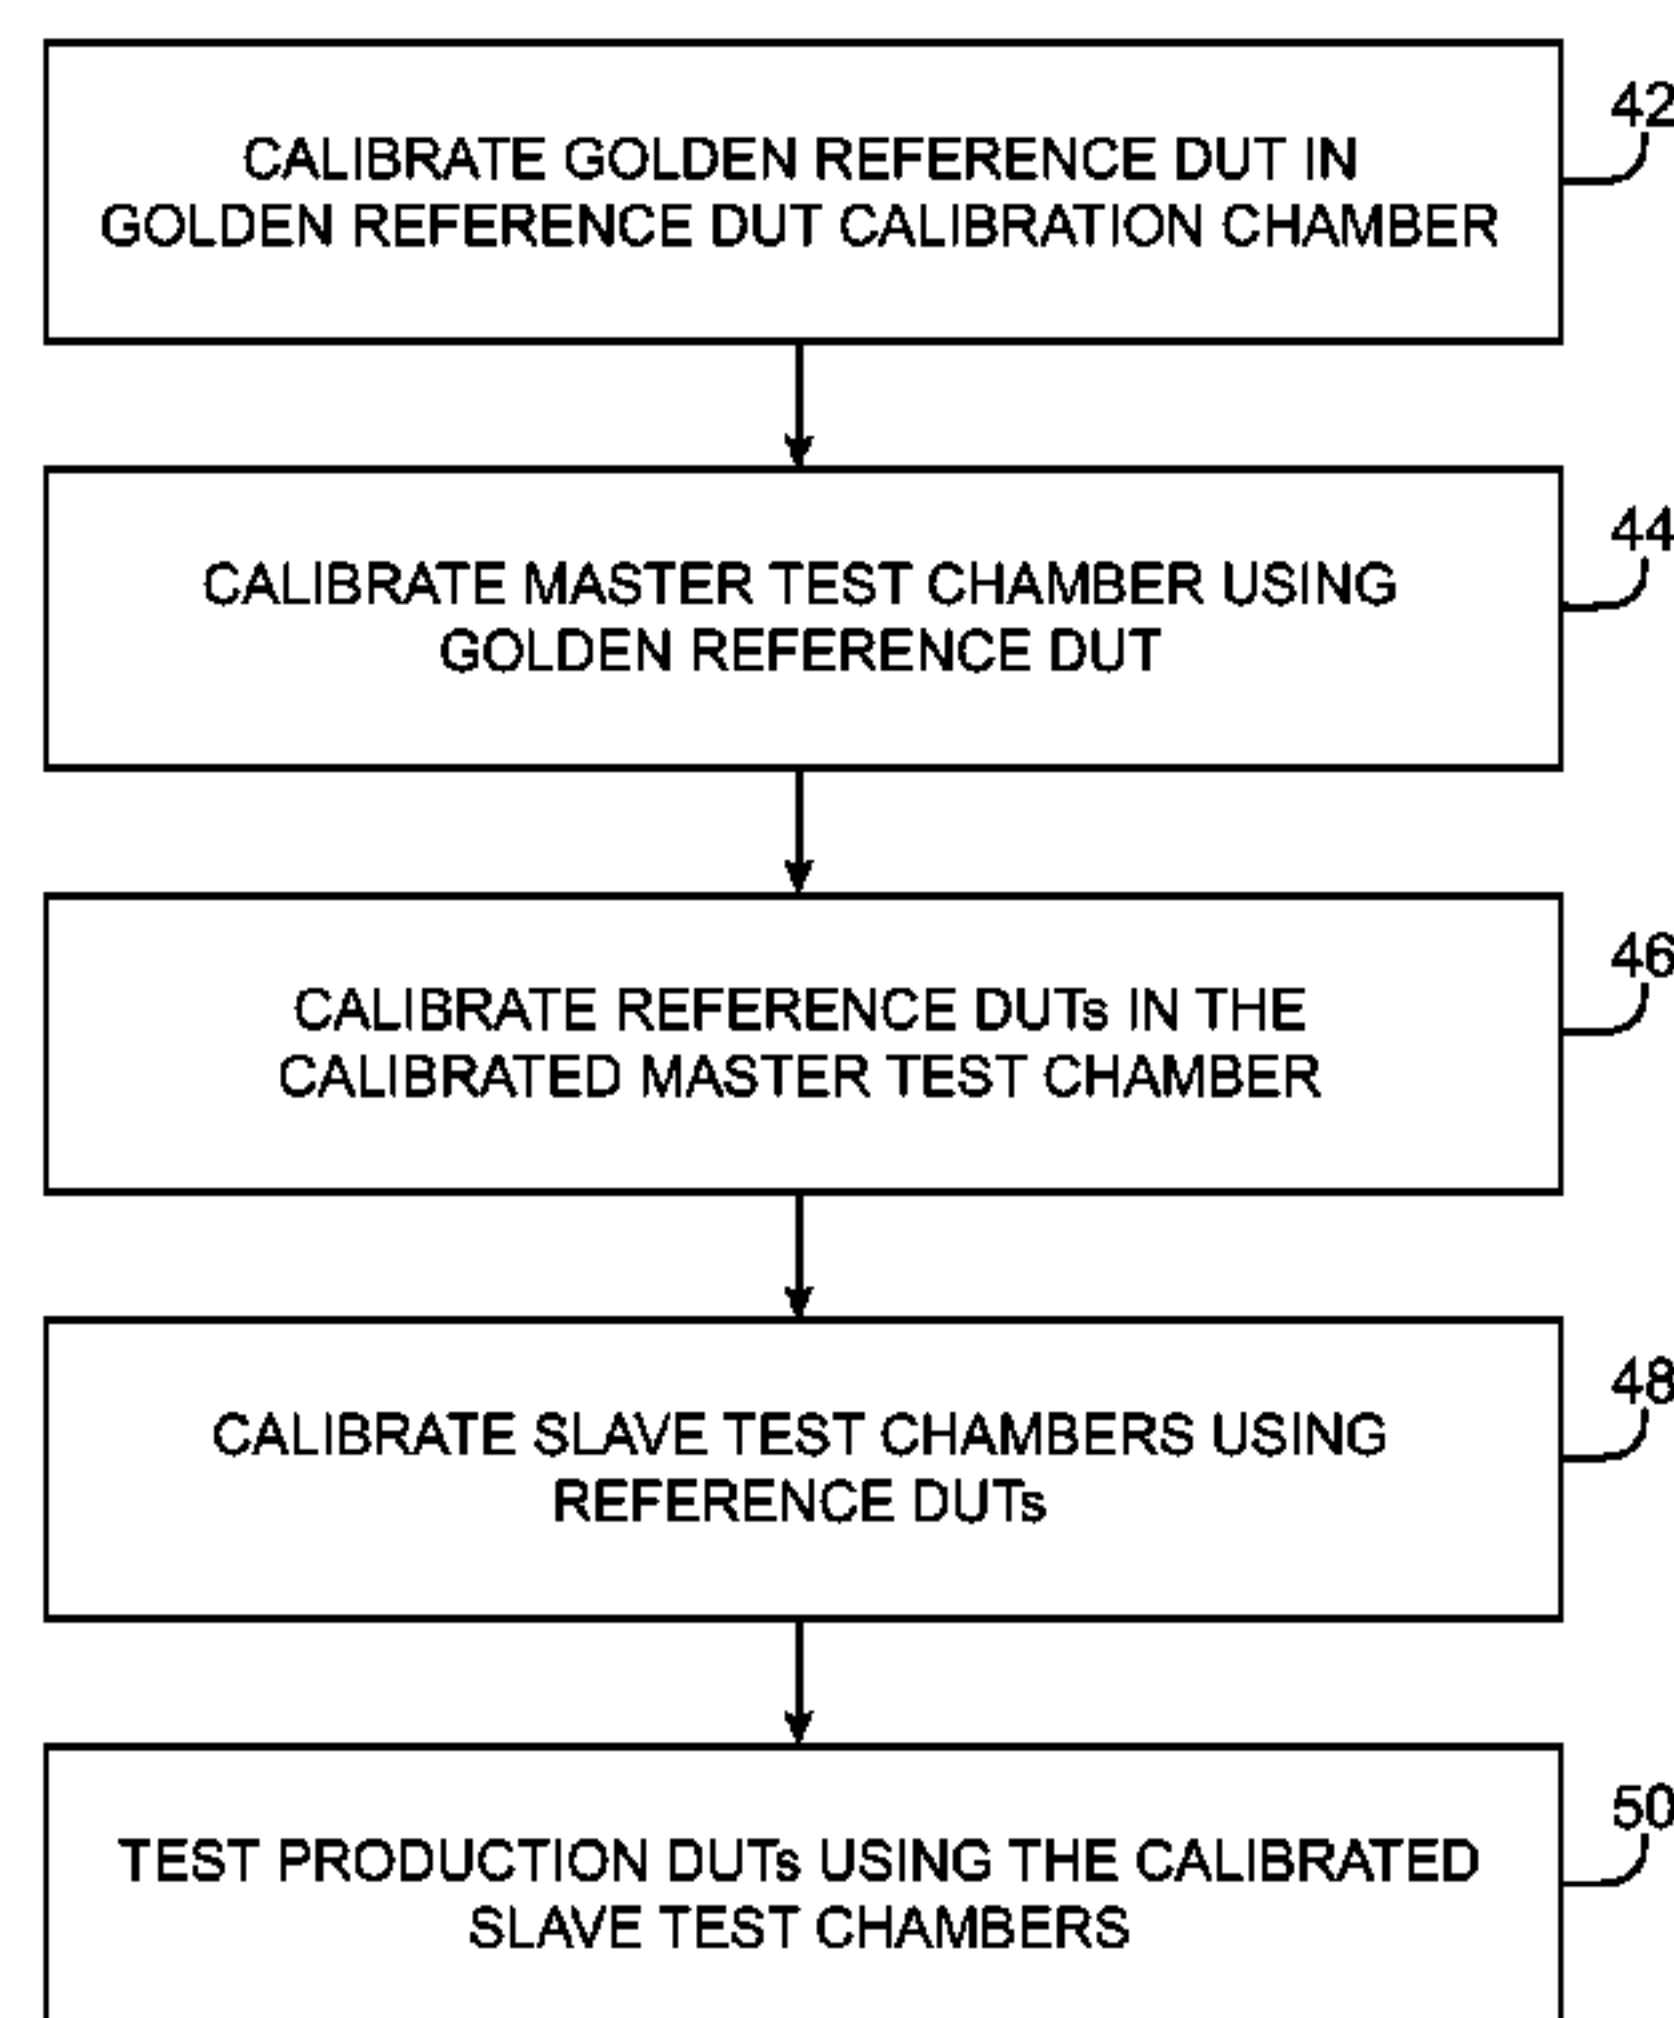 42
CALIBRATE GOLDEN REFERENCE DUT IN
GOLDEN REFERENCE DUT CALIBRATION CHAMBER
44
CALIBRATE MASTER TEST CHAMBER USING
GOLDEN REFERENCE DUT
46
CALIBRATE REFERENCE DUTs IN THE
CALIBRATED MASTER TEST CHAMBER
48
CALIBRATE SLAVE TEST CHAMBERS USING
REFERENCE DUTs
50
TEST PRODUCTION DUTs USING THE CALIBRATED
SLAVE TEST CHAMBERS